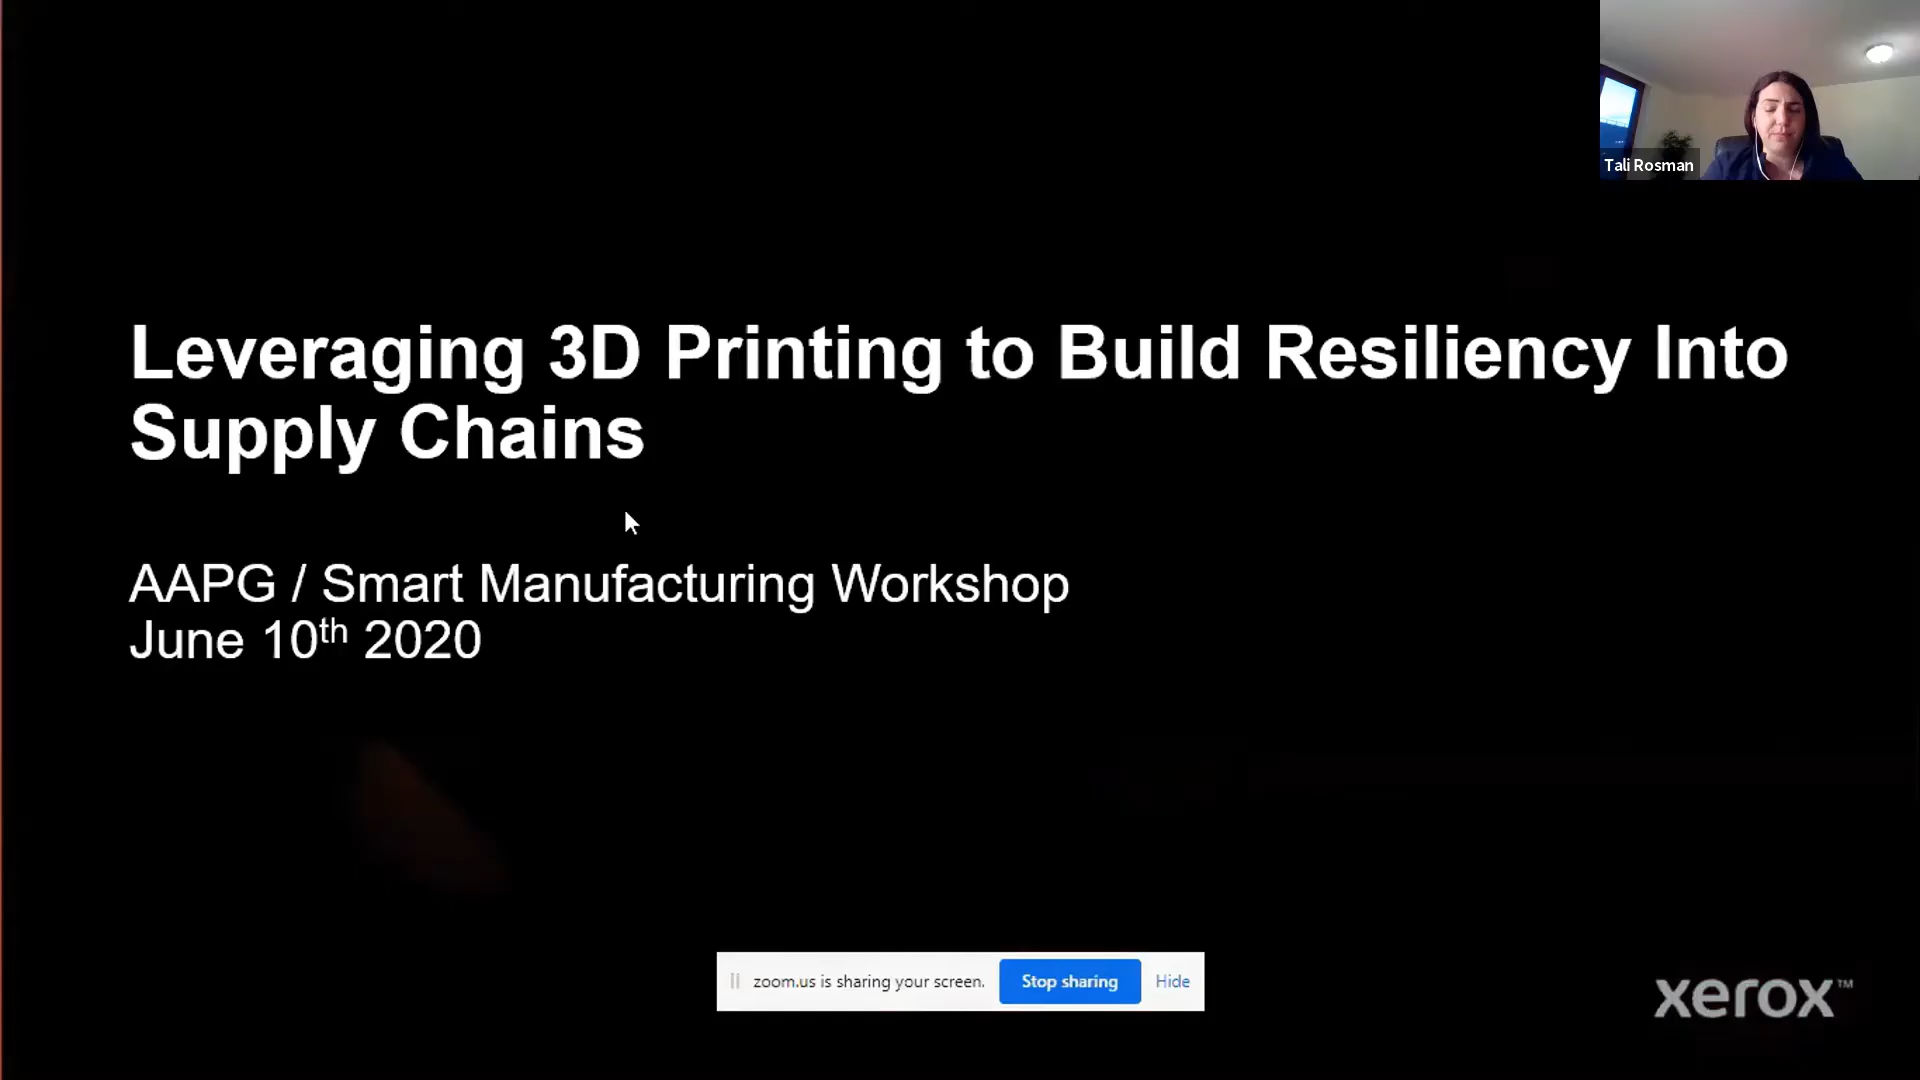 Tali Rosman
Leveraging 3D Printing to Build Resiliency Into
Supply Chains
AAPG / Smart Manufacturing Workshop
June 10th 2020
zoom.us is sharing your screen. Stop sharing Hide
xerox™